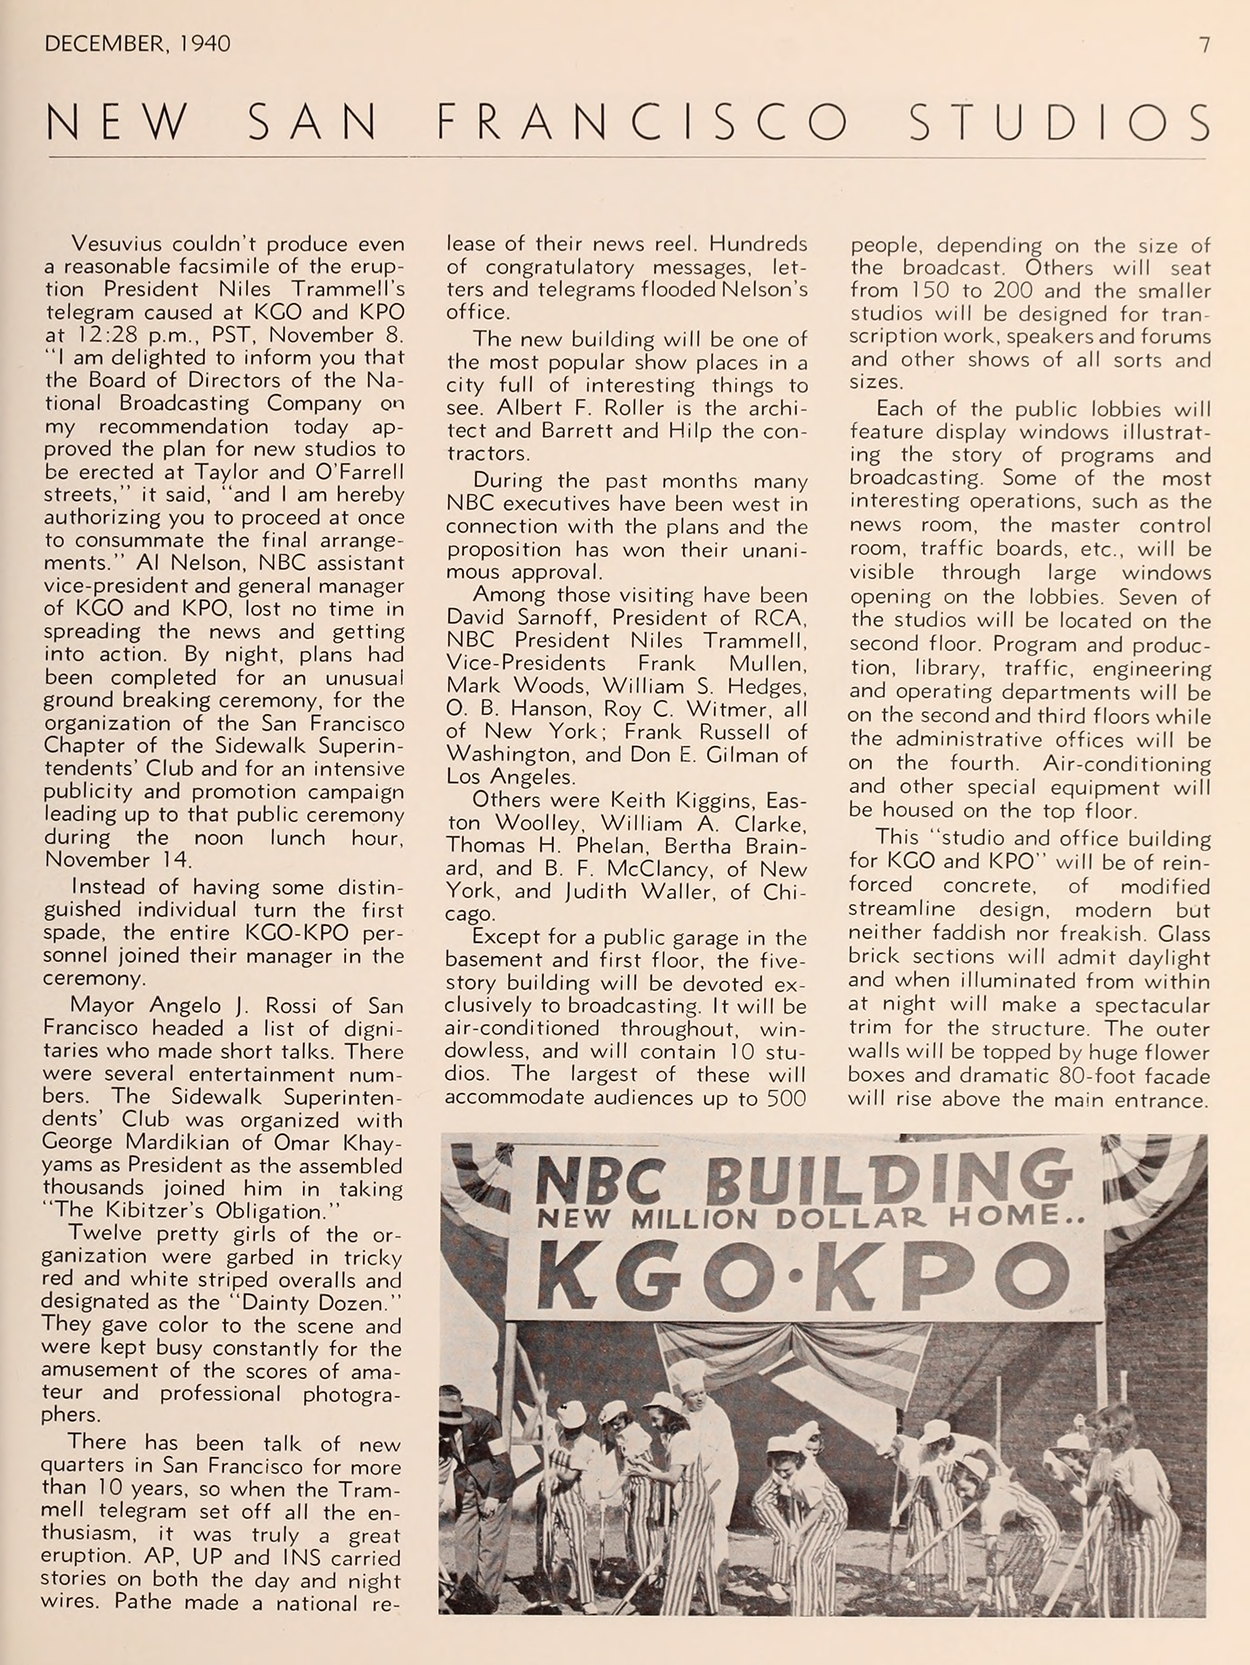 DECEMBER, 1940
7
NEW SAN FRANCISCO STUDIOS
Vesuvius couldn't produce even
a reasonable facsimile of the erup-
tion President Niles Trammell's
telegram caused at KGO and KPO
at 12:28 p.m., PST, November 8.
"I am delighted to inform you that
the Board of Directors of the Na-
tional Broadcasting Company on
my recommendation today ap-
proved the plan for new studios to
be erected at Taylor and O'Farrell
streets," it said, "and I am hereby
authorizing you to proceed at once
to consummate the final arrange-
ments." Al Nelson, NBC assistant
vice-president and general manager
of KGO and KPO, lost no time in
spreading the news and getting
into action. By night, plans had
been completed for an unusual
ground breaking ceremony, for the
organization of the San Francisco
Chapter of the Sidewalk Superin-
tendents' Club and for an intensive
publicity and promotion campaign
leading up to that public ceremony
during the noon lunch hour,
November 14.
Instead of having some distin-
guished individual turn the first
spade, the entire KGO-KPO per-
sonnel joined their manager in the
ceremony.
Mayor Angelo J. Rossi of San
Francisco headed a list of digni-
taries who made short talks. There
were several entertainment num-
bers. The Sidewalk Superinten-
dents' Club was organized with
George Mardikian of Omar Khay-
yams as President as the assembled
thousands joined him in taking
"The Kibitzer's Obligation."
Twelve pretty girls of the or-
ganization were garbed in tricky
red and white striped overalls and
designated as the "Dainty Dozen."
They gave color to the scene and
were kept busy constantly for the
amusement of the scores of ama-
teur and professional photogra-
phers.
There has been talk of new
quarters in San Francisco for more
than 10 years, so when the Tram-
mell telegram set off all the en-
thusiasm, it was truly a great
eruption. AP, UP and INS carried
stories on both the day and night
wires. Pathe made a national re-
lease of their news reel. Hundreds
of congratulatory messages, let-
ters and telegrams flooded Nelson's
office.
The new building will be one of
the most popular show places in a
city full of interesting things to
see. Albert F. Roller is the archi-
tect and Barrett and Hilp the con-
tractors.
During the past months many
NBC executives have been west in
connection with the plans and the
proposition has won their unani-
mous approval.
Among those visiting have been
David Sarnoff, President of RCA,
NBC President Niles Trammell,
Vice-Presidents Frank Mullen,
Mark Woods, William S. Hedges,
O. B. Hanson, Roy C. Witmer, all
of New York; Frank Russell of
Washington, and Don E. Gilman of
Los Angeles.
Others were Keith Kiggins, Eas-
ton Woolley, William A. Clarke,
Thomas H. Phelan, Bertha Brain-
ard, and B. F. McClancy, of New
York, and Judith Waller, of Chi-
cago.
Except for a public garage in the
basement and first floor, the five-
story building will be devoted ex-
clusively to broadcasting. It will be
air-conditioned throughout, win-
dowless, and will contain 10 stu-
dios. The largest of these will
accommodate audiences up to 500
people, depending on the size of
the broadcast. Others will seat
from 150 to 200 and the smaller
studios will be designed for tran-
scription work, speakers and forums
and other shows of all sorts and
sizes.
Each of the public lobbies will
feature display windows illustrat-
ing the story of programs and
broadcasting. Some of the most
interesting operations, such as the
news room, the master control
room, traffic boards, etc., will be
visible through large windows
opening on the lobbies. Seven of
the studios will be located on the
second floor. Program and produc-
tion, library, traffic, engineering
and operating departments will be
on the second and third floors while
the administrative offices will be
on the fourth. Air-conditioning
and other special equipment will
be housed on the top floor.
This "studio and office building
for KGO and KPO" will be of rein-
forced concrete, of modified
streamline design, modern but
neither faddish nor freakish. Glass
brick sections will admit daylight
and when illuminated from within
at night will make a spectacular
trim for the structure. The outer
walls will be topped by huge flower
boxes and dramatic 80-foot facade
will rise above the main entrance.
NBC BUILDING
NEW MILLION DOLLAR HOME..
KGO·KPO